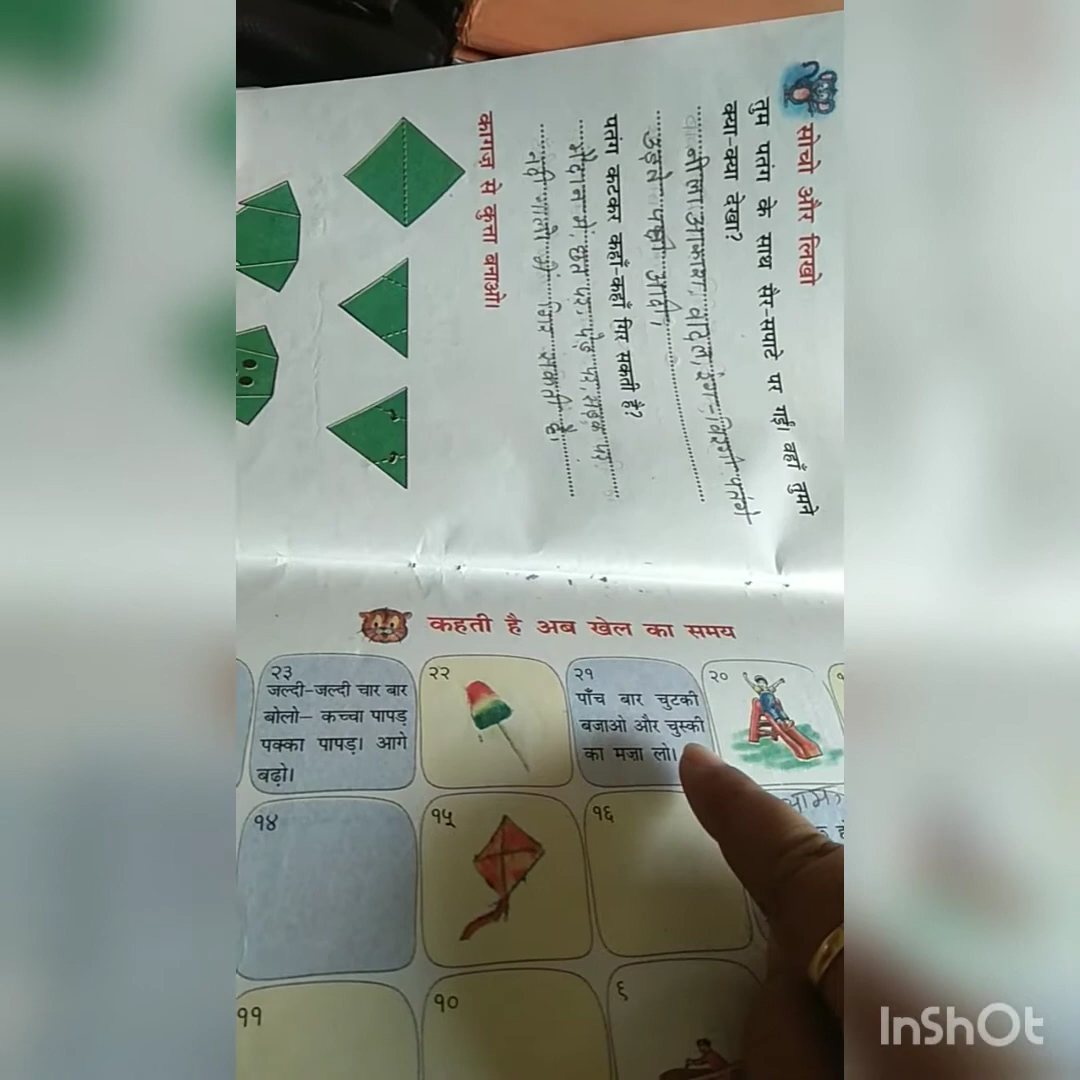 सोचो और लिखो
तुम पतंग के साथ सैर-सपाटे पर गई। वहाँ तुमने
क्या-क्या देखा?
नीला आकाश, बादल, रंग-बिरंगी पतंगे
उड़ते पक्षी आदी।
पतंग कटकर कहाँ-कहाँ गिर सकती है?
मैदान में, छत पर, पेड़ पर, सड़क पर
नदी नालों में गिर सकती है।
कागज़ से कुत्ता बनाओ।
कहती है अब खेल का समय
२३
जल्दी-जल्दी चार बार
बोलो– कच्चा पापड़
पक्का पापड़। आगे
बढ़ो।
२२
२१
पाँच बार चुटकी
बजाओ और चुस्की
का मज़ा लो।
२०
१४
१५
१६
११
१०
६
InShOt